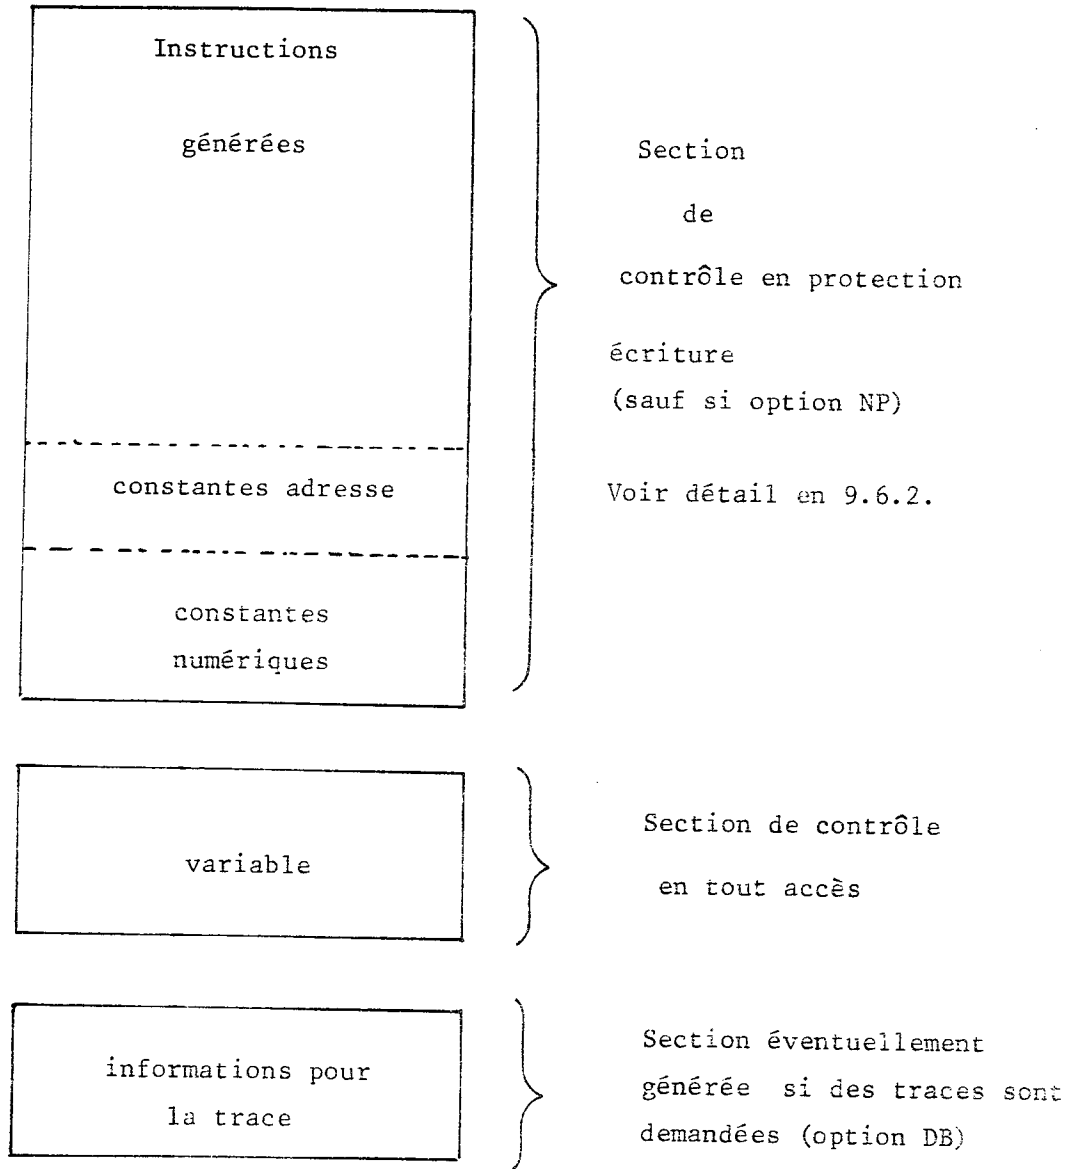 Instructions
générées
Section
de
contrôle en protection
écriture
(sauf si option NP)
constantes adresse
Voir détail en 9.6.2.
constantes
numériques
variable
Section de contrôle
en tout accès
informations pour
la trace
Section éventuellement
générée si des traces sont
demandées (option DB)